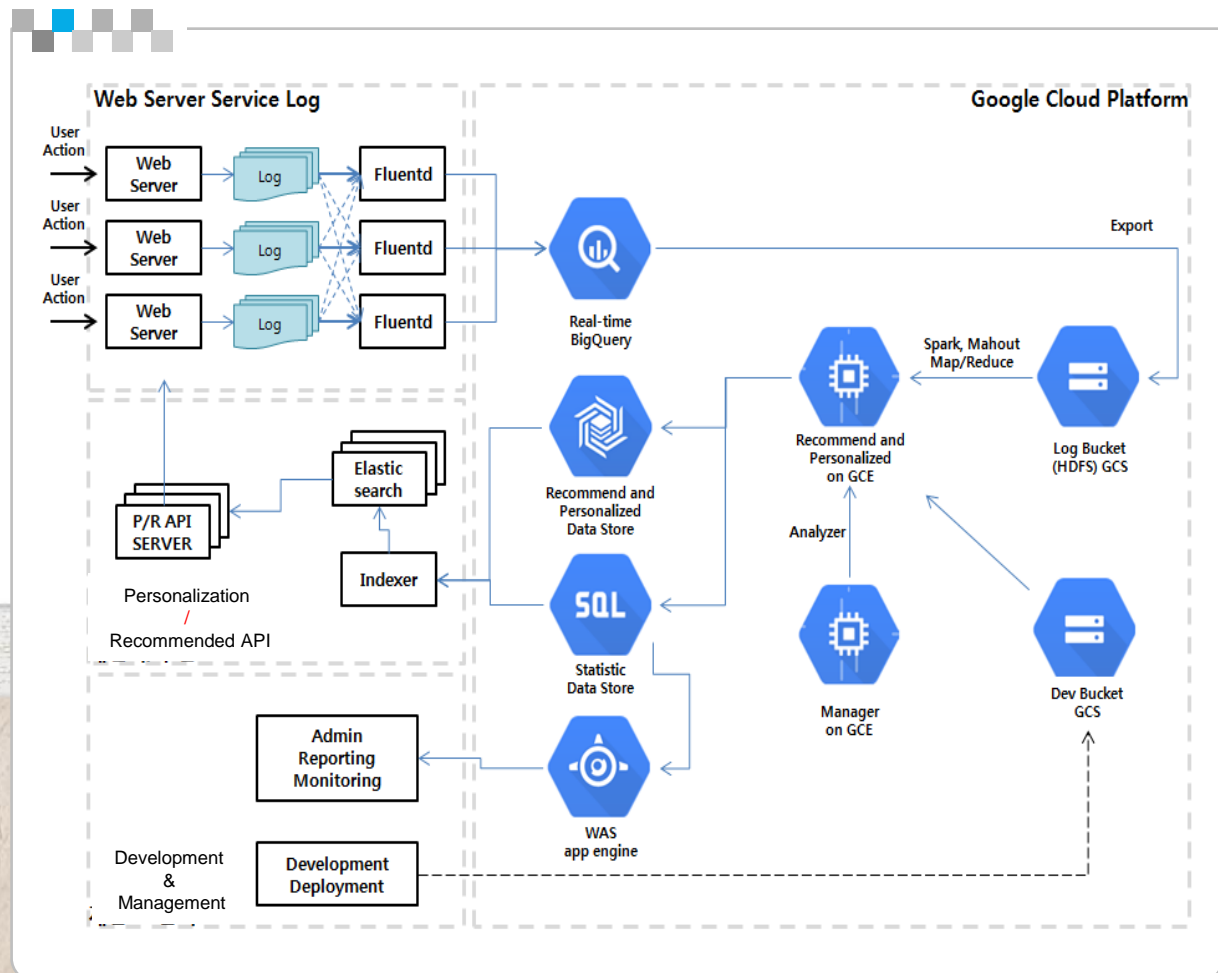 Web Server Service Log
Google Cloud Platform
User
Action
Web
Server
Log
Fluentd
User
Action
Web
Server
Log
Fluentd
User
Action
Web
Server
Log
Fluentd
Real-time
BigQuery
Export
Spark, Mahout
Map/Reduce
Log Bucket
(HDFS) GCS
Recommend and
Personalized
on GCE
Recommend and
Personalized
Data Store
Elastic
search
P/R API
SERVER
Indexer
Personalization
/
Recommended API
Analyzer
SQL
Statistic
Data Store
Manager
on GCE
Dev Bucket
GCS
Admin
Reporting
Monitoring
WAS
app engine
Development
&
Management
Development
Deployment